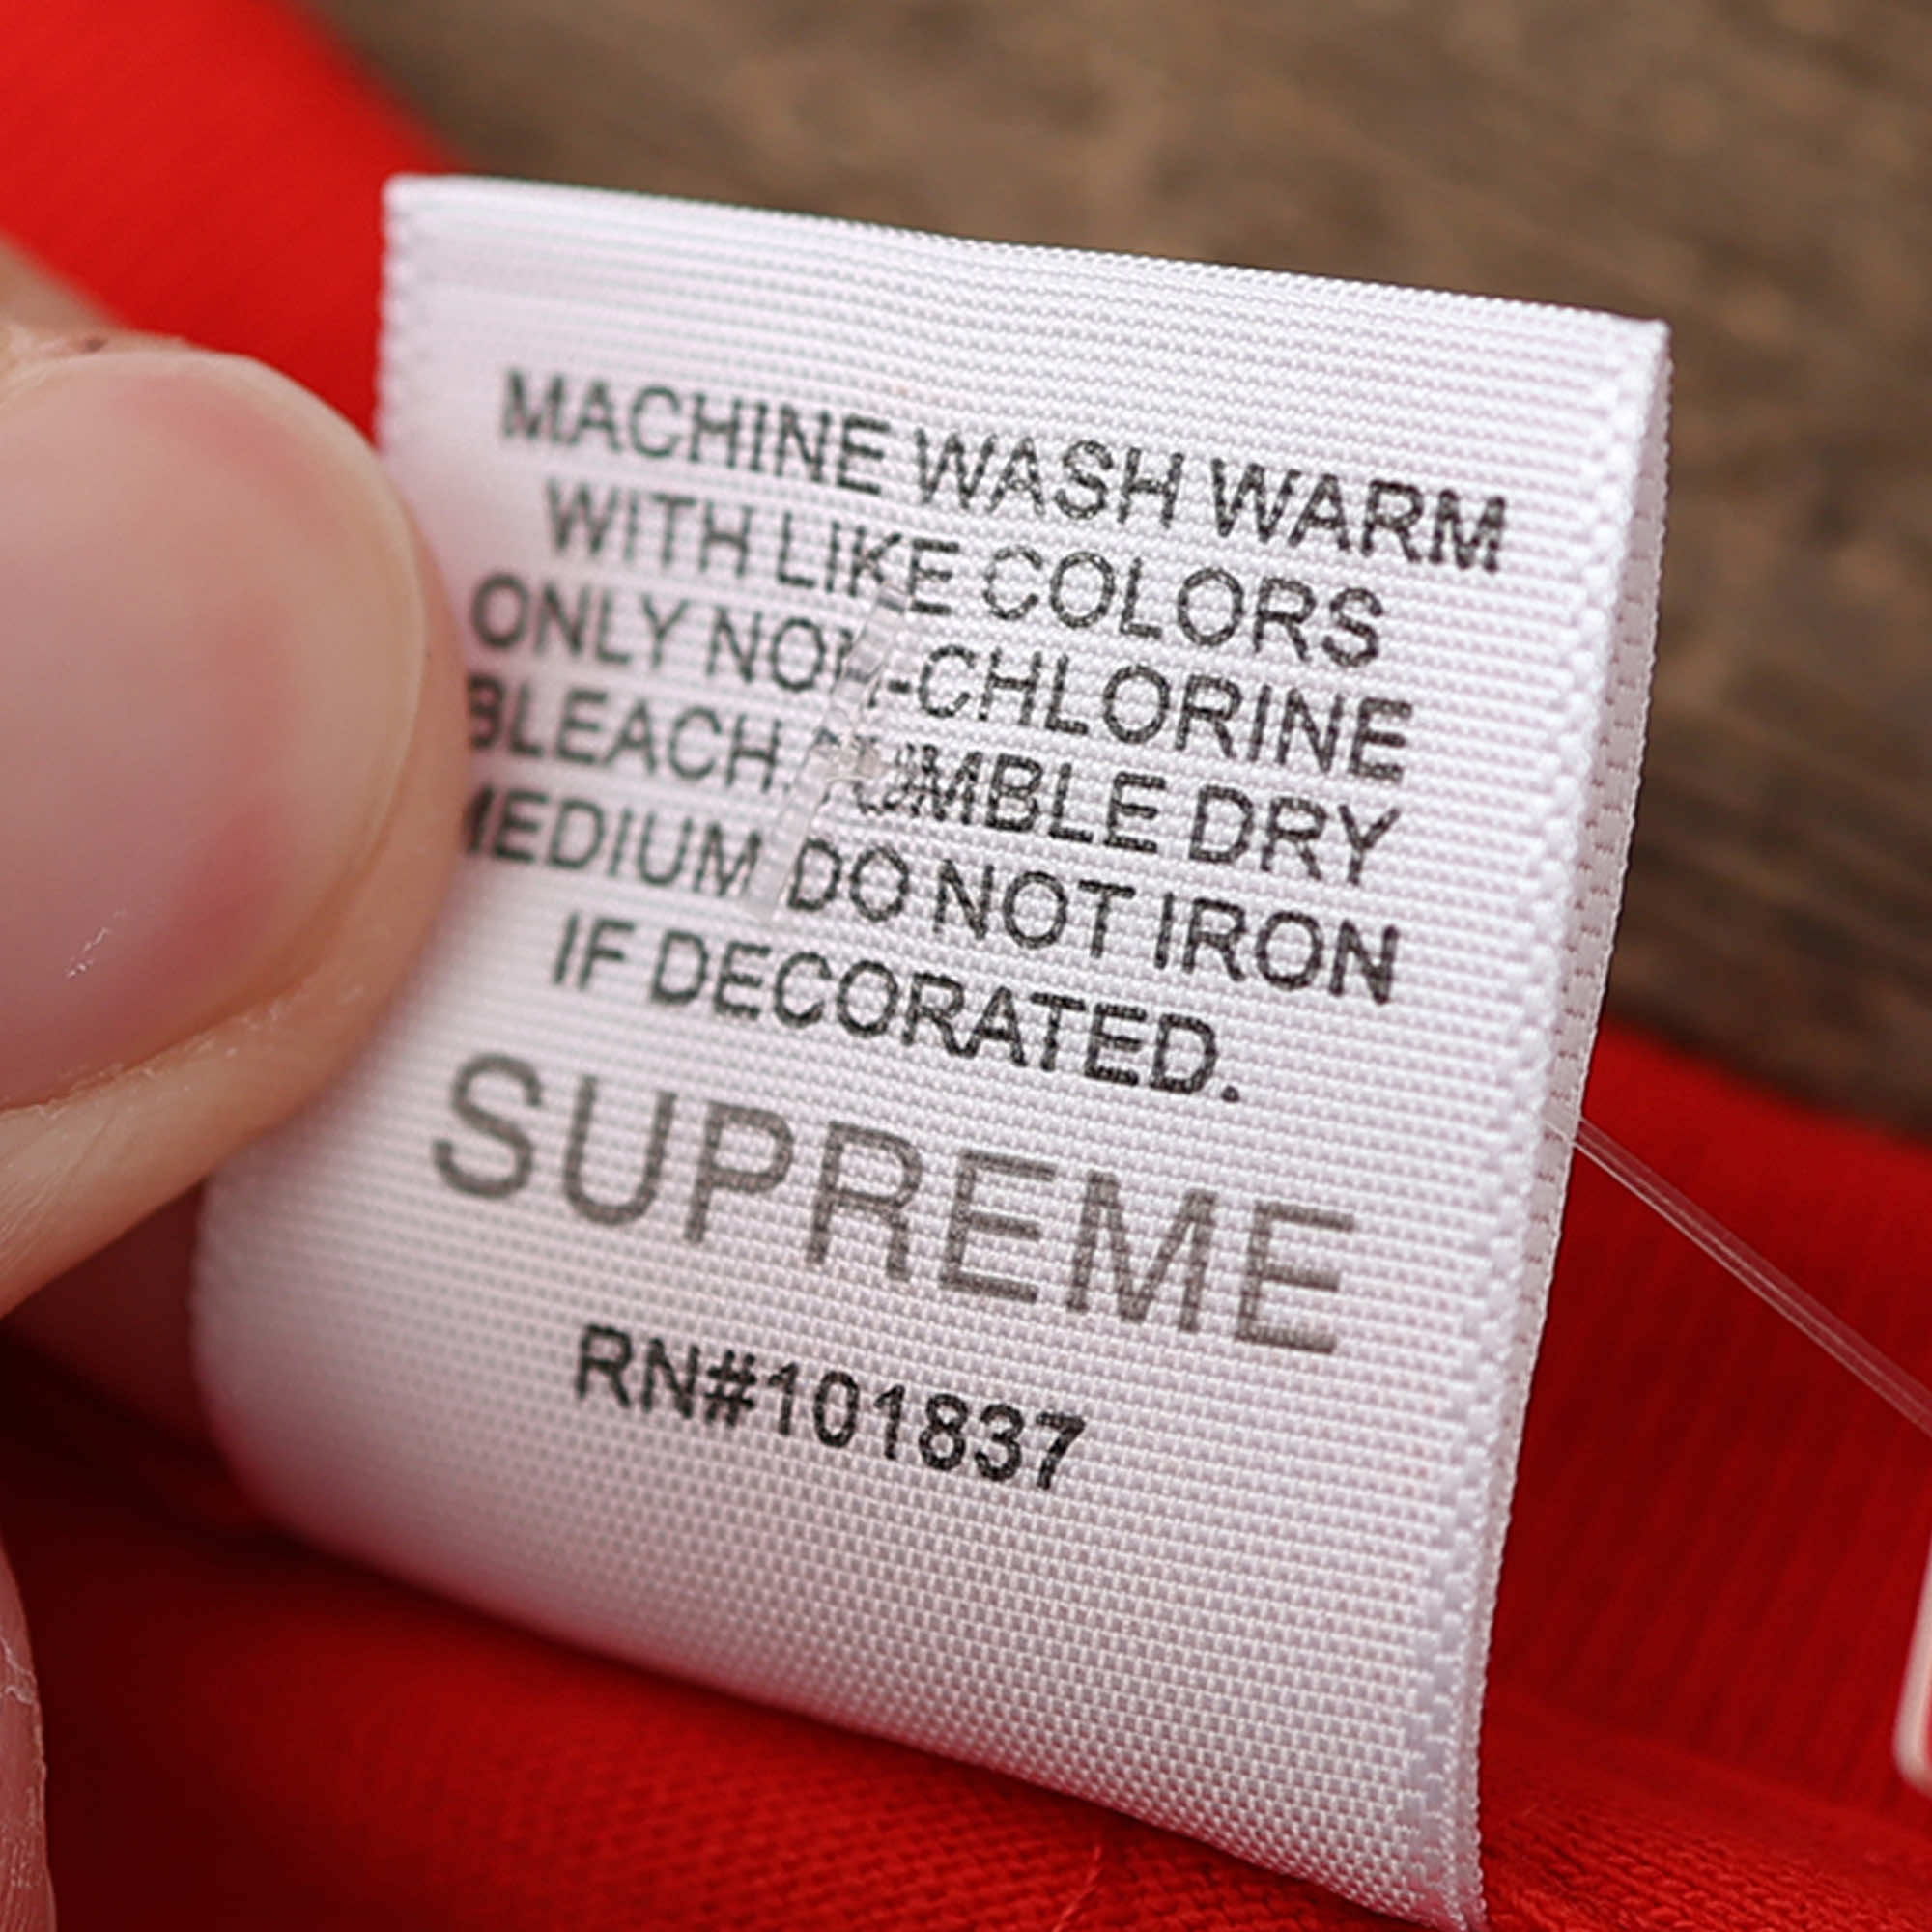 MACHINE WASH WARM
WITH LIKE COLORS
ONLY NON-CHLORINE
BLEACH. TUMBLE DRY
MEDIUM DO NOT IRON
IF DECORATED.
SUPREME
RN#101837